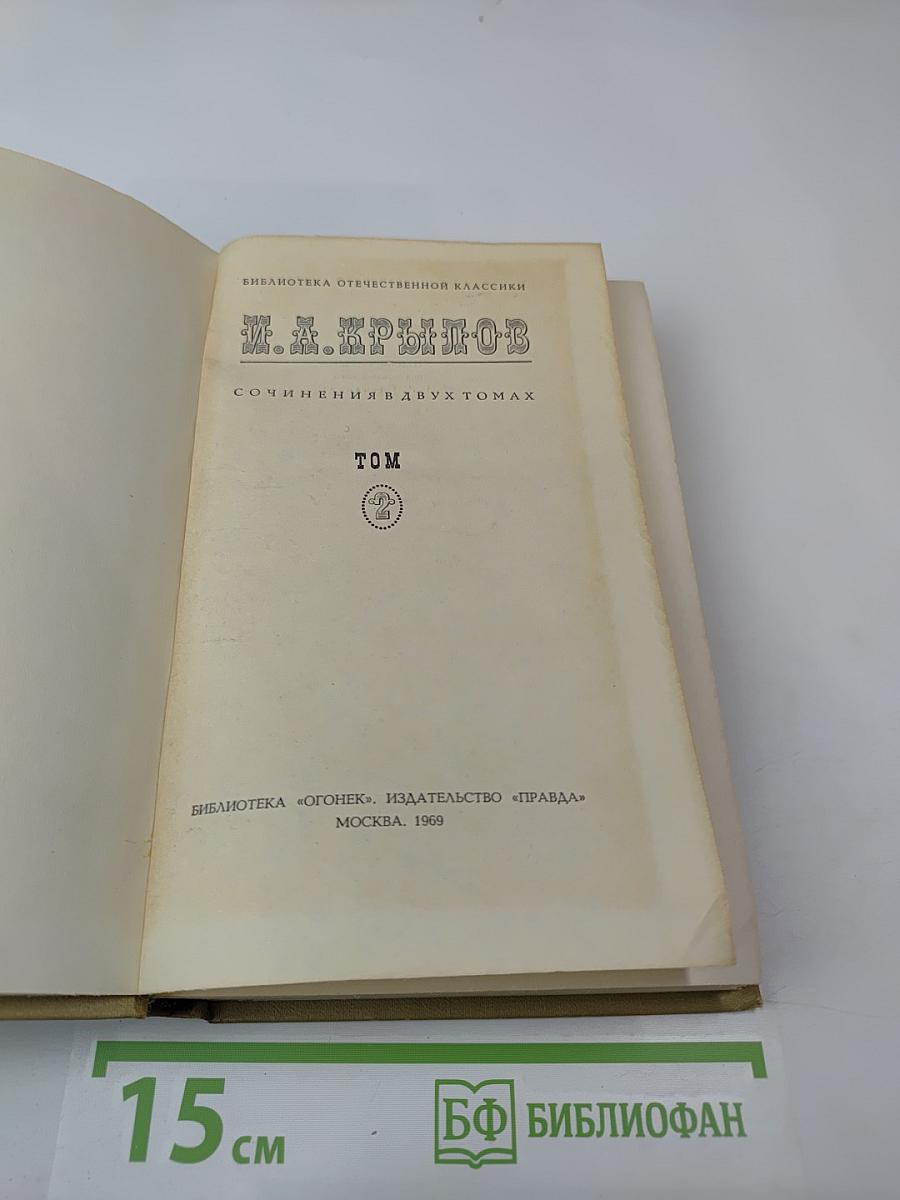 БИБЛИОТЕКА ОТЕЧЕСТВЕННОЙ КЛАССИКИ
И.А.КРЫЛОВ
СОЧИНЕНИЯ В ДВУХ ТОМАХ
ТОМ
2
БИБЛИОТЕКА «ОГОНЕК». ИЗДАТЕЛЬСТВО «ПРАВДА»
МОСКВА. 1969
15 см
БФ БИБЛИОФАН